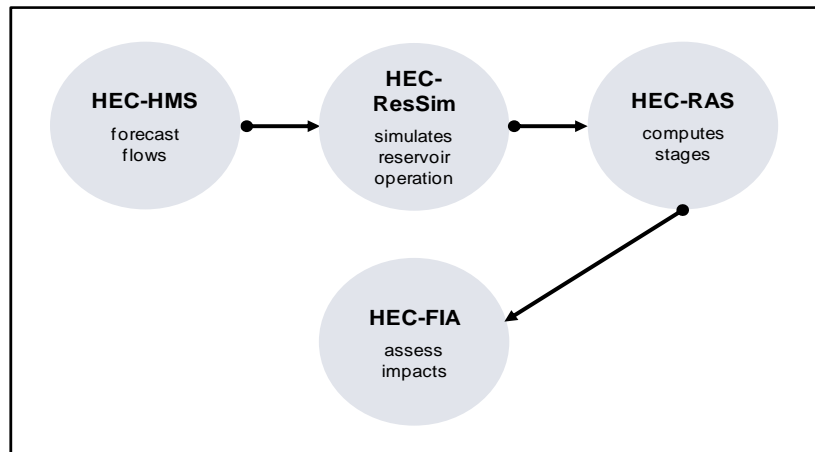 HEC-HMS
forecast
flows
HEC-
ResSim
simulates
reservoir
operation
HEC-RAS
computes
stages
HEC-FIA
assess
impacts